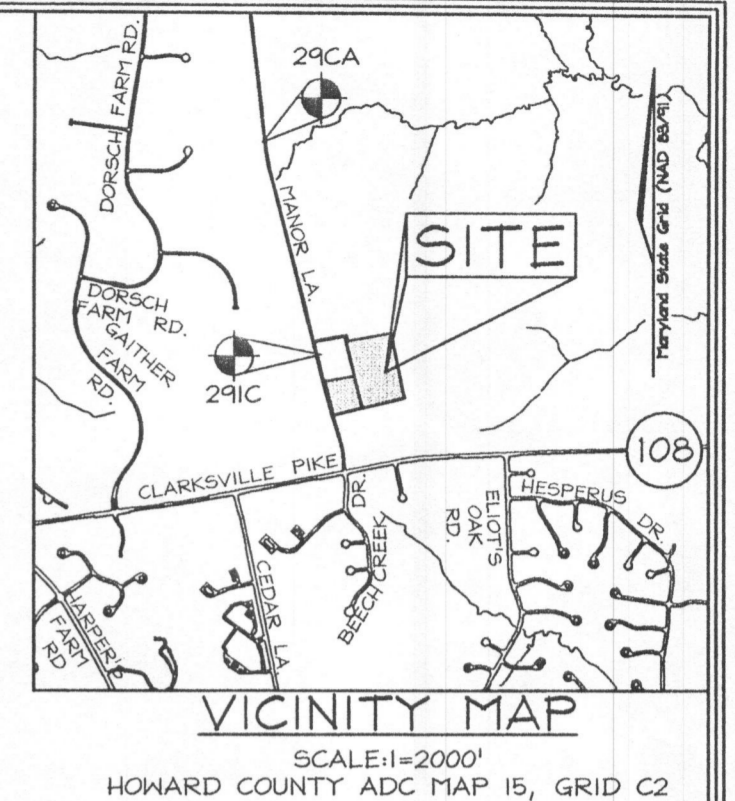 29CA
DORSCH FARM RD.
MANOR LA.
SITE
Maryland State Grid (NAD 83/91)
DORSCH
FARM RD.
GAITHER
FARM
RD.
291C
108
CLARKSVILLE PIKE
HESPERUS
DR.
ELIOT'S
OAK
RD.
BEECH CREEK
DR.
CEDAR LA
HARPER'S
FARM
RD
VICINITY MAP
SCALE:1=2000'
HOWARD COUNTY ADC MAP 15, GRID C2